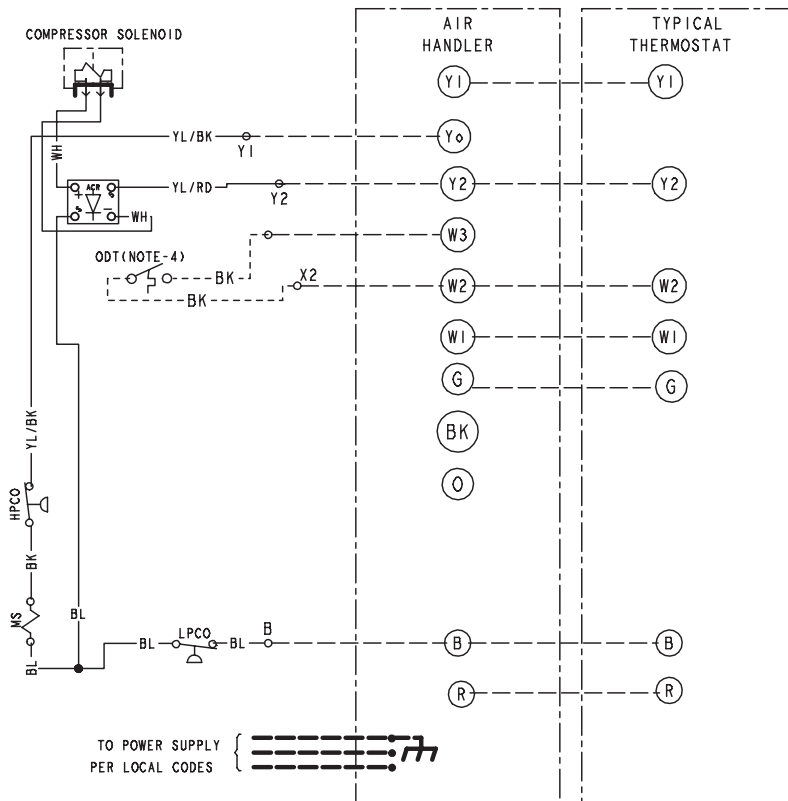 AIR
HANDLER
TYPICAL
THERMOSTAT
COMPRESSOR SOLENOID
Y1
Y1
YL/BK
Y1
Yo
WH
ACR
YL/RD
Y2
Y2
Y2
+
-
WH
W3
ODT(NOTE-4)
BK
BK
X2
W2
W2
W1
W1
G
G
YL/BK
BK
O
HPCO
BK
MS
BL
BL
BL
LPCO
BL
B
B
B
R
R
TO POWER SUPPLY
PER LOCAL CODES